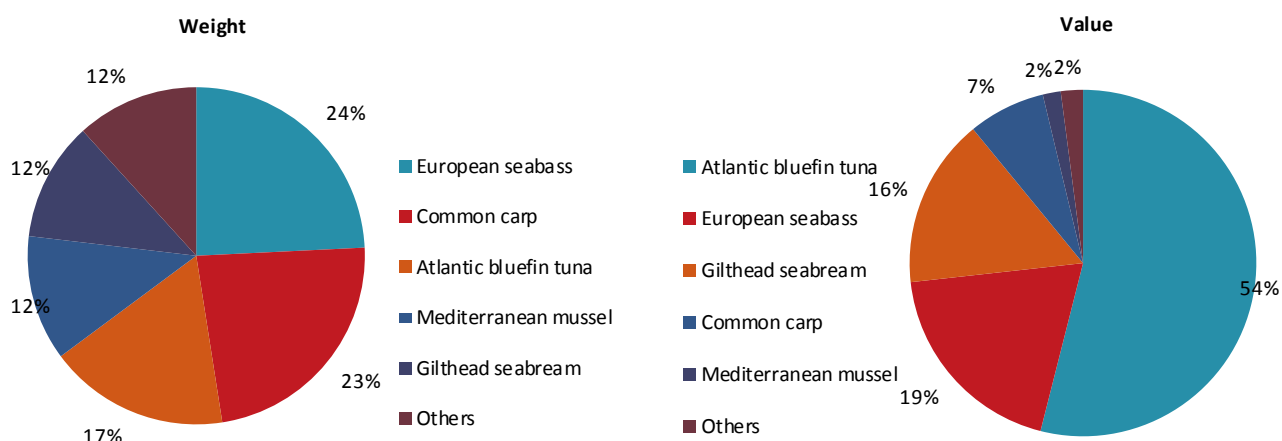 Weight
12%
24%
12%
12%
23%
17%
European seabass
Common carp
Atlantic bluefin tuna
Mediterranean mussel
Gilthead seabream
Others
Value
2%
2%
7%
16%
54%
19%
Atlantic bluefin tuna
European seabass
Gilthead seabream
Common carp
Mediterranean mussel
Others